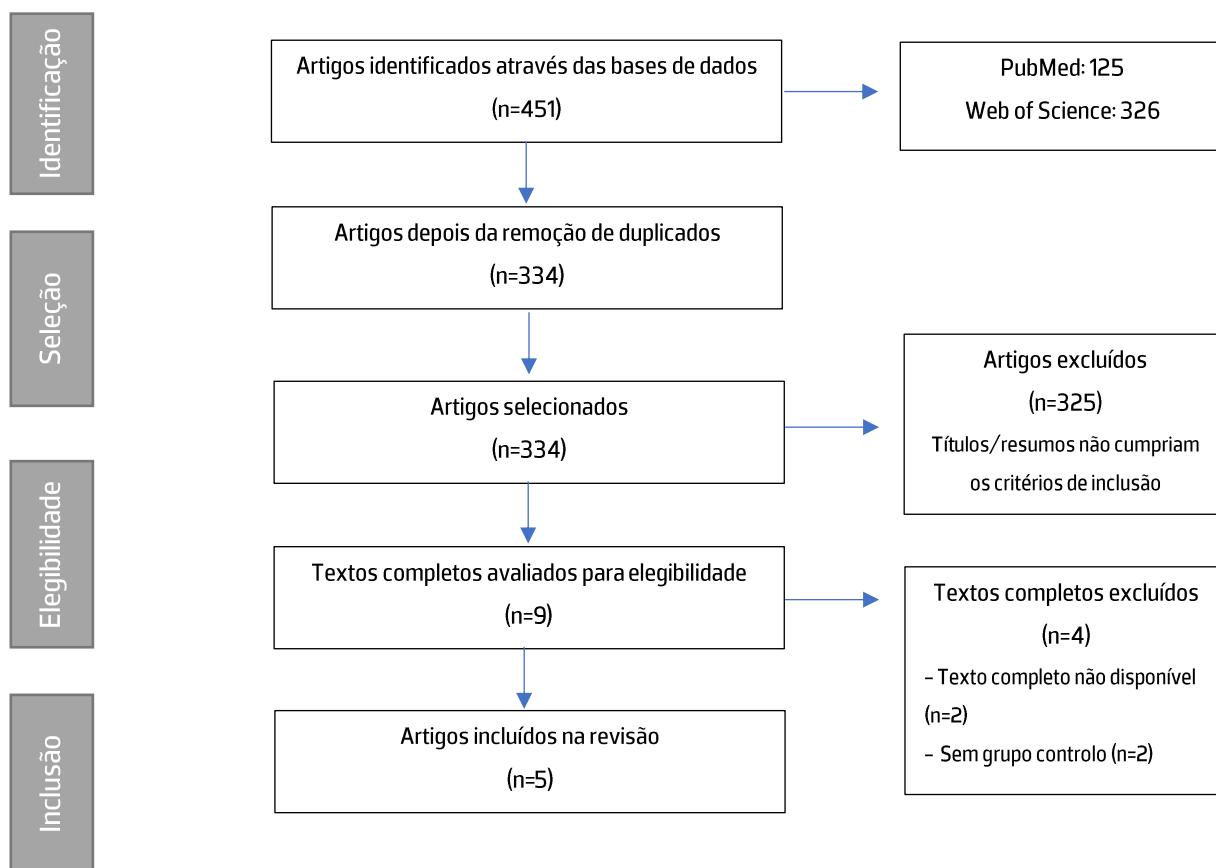 Identificação
Artigos identificados através das bases de dados
(n=451)
PubMed: 125
Web of Science: 326
Seleção
Artigos depois da remoção de duplicados
(n=334)
Artigos selecionados
(n=334)
Artigos excluídos
(n=325)
Títulos/resumos não cumpriam
os critérios de inclusão
Elegibilidade
Textos completos avaliados para elegibilidade
(n=9)
Textos completos excluídos
(n=4)
- Texto completo não disponível
(n=2)
- Sem grupo controlo (n=2)
Inclusão
Artigos incluídos na revisão
(n=5)